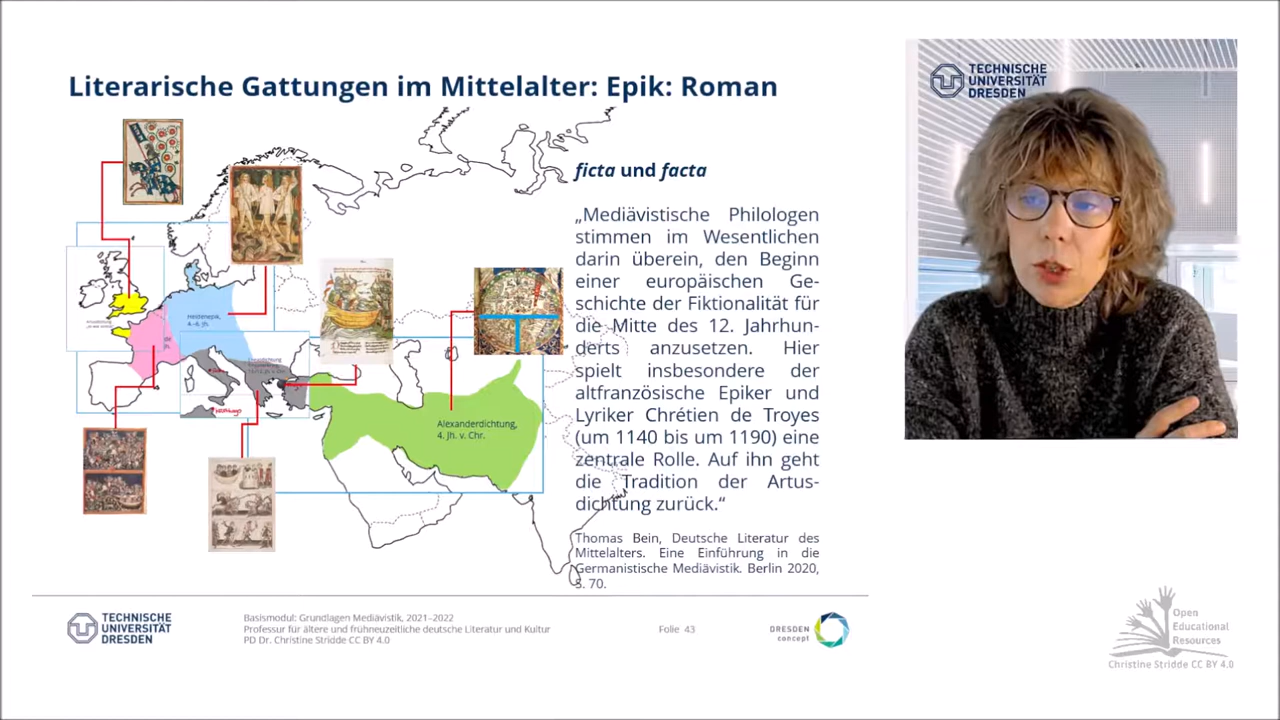 Literarische Gattungen im Mittelalter: Epik: Roman
ficta und facta
„Mediävistische Philologen
stimmen im Wesentlichen
darin überein, den Beginn
einer europäischen Ge-
schichte der Fiktionalität für
die Mitte des 12. Jahrhun-
derts anzusetzen. Hier
spielt insbesondere der
altfranzösische Epiker und
Lyriker Chrétien de Troyes
(um 1140 bis um 1190) eine
zentrale Rolle. Auf ihn geht
die Tradition der Artus-
dichtung zurück.“
Thomas Bein, Deutsche Literatur des
Mittelalters. Eine Einführung in die
Germanistische Mediävistik. Berlin 2020,
S. 70.
Heldenepik,
4.-6. Jh.
Alexanderdichtung,
4. Jh. v. Chr.
Karthago
TECHNISCHE
UNIVERSITÄT
DRESDEN
Basismodul: Grundlagen Mediävistik, 2021–2022
Professur für ältere und frühneuzeitliche deutsche Literatur und Kultur
PD Dr. Christine Stridde CC BY 4.0
Folie 43
DRESDEN
concept
TECHNISCHE
UNIVERSITÄT
DRESDEN
Open
Educational
Resources
Christine Stridde CC BY 4.0